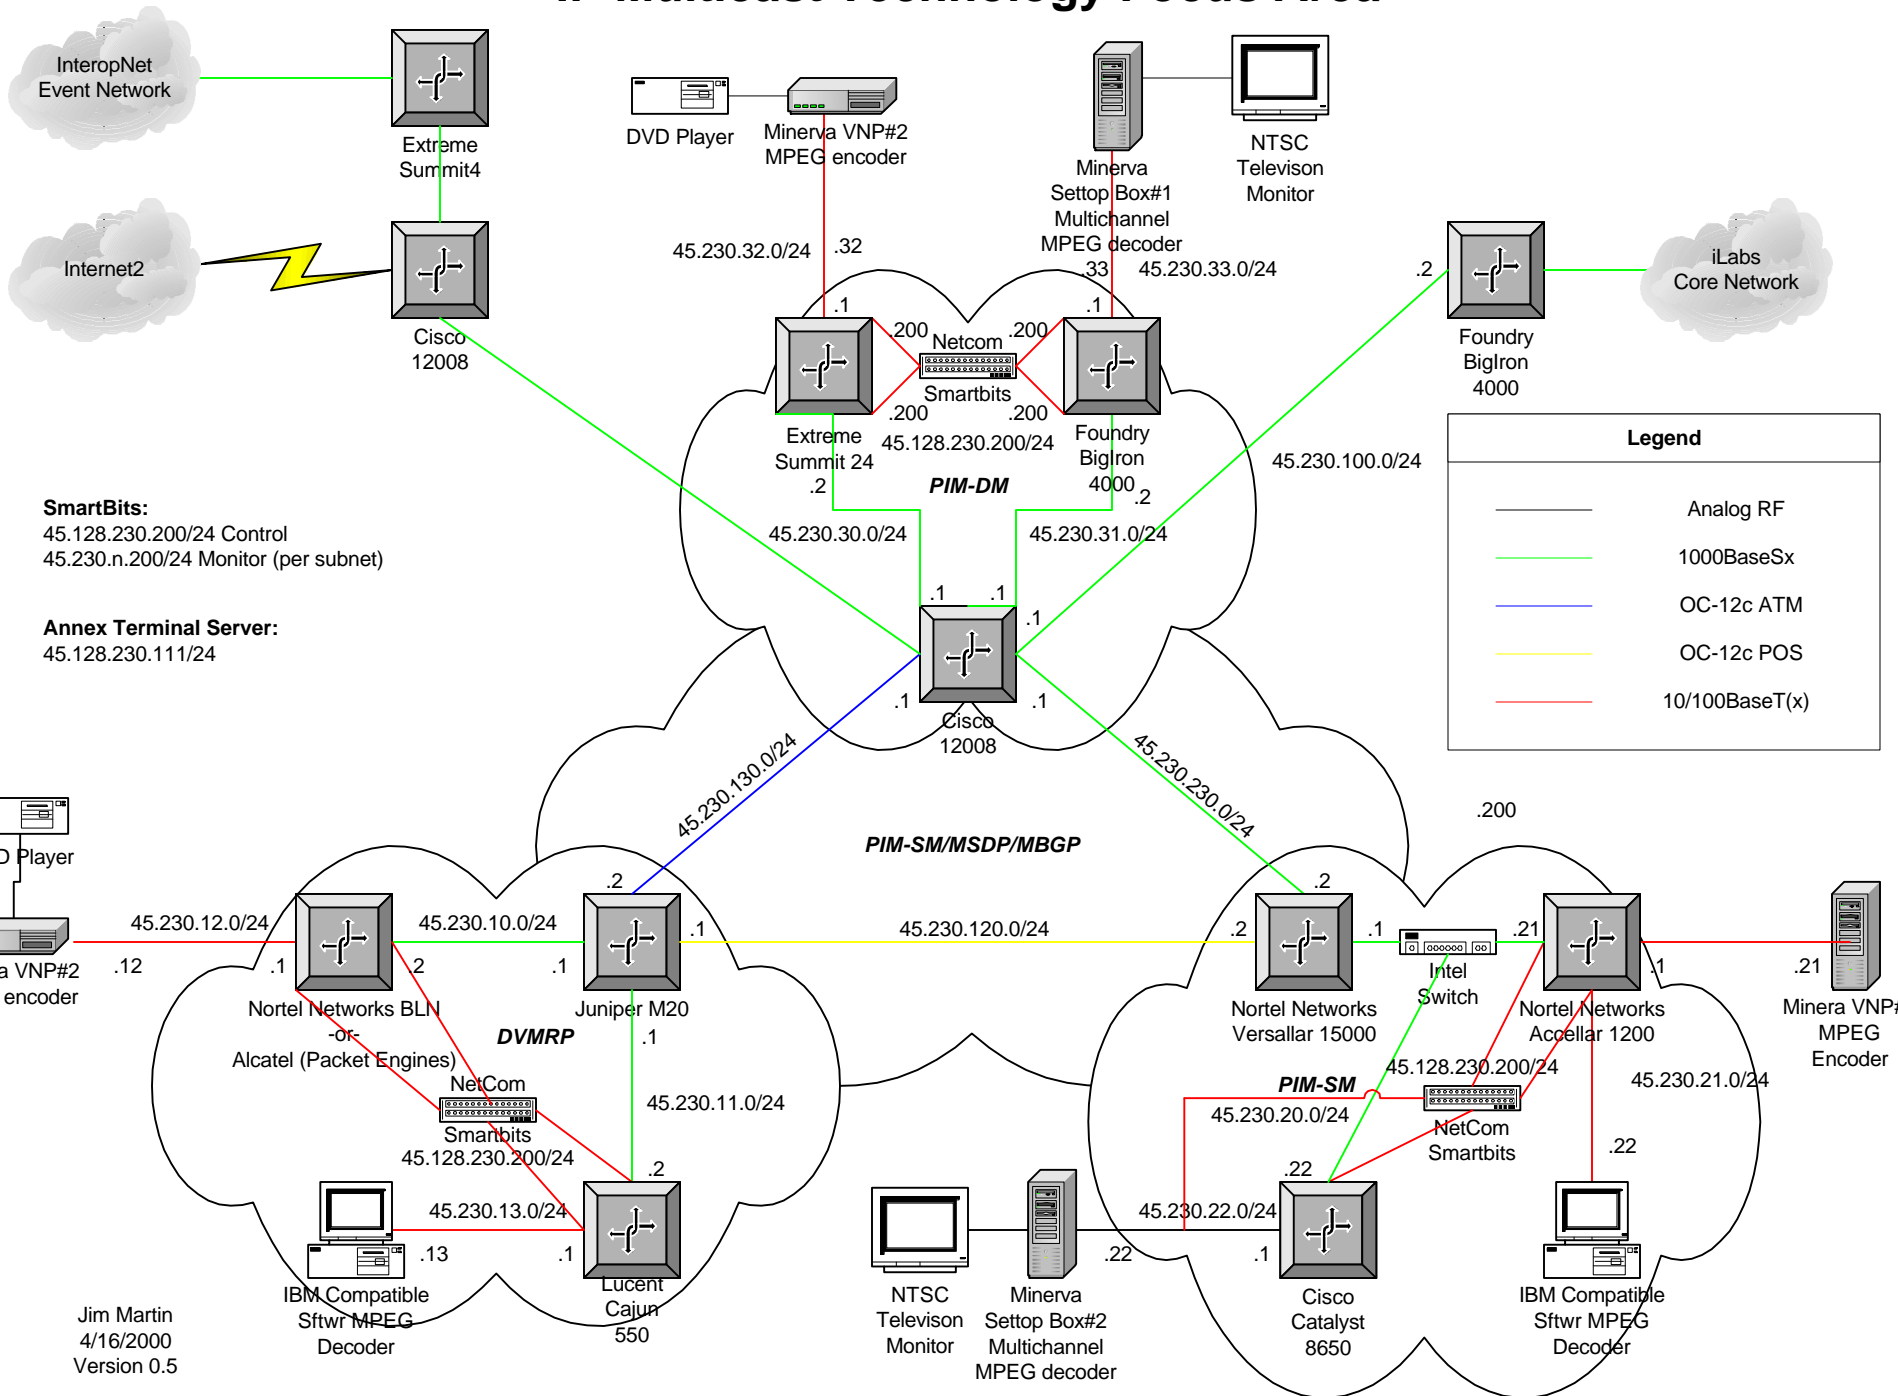 InteropNet
Event Network
Extreme
Summit4
Internet2
Cisco
12008
DVD Player
Minerva VNP#2
MPEG encoder
Minerva
Settop Box#1
Multichannel
MPEG decoder
NTSC
Televison
Monitor
45.230.32.0/24
.32
.33
45.230.33.0/24
.2
iLabs
Core Network
Foundry
BigIron
4000
.1
.1
.200
.200
Netcom
Smartbits
.200
.200
45.128.230.200/24
Extreme
Summit 24
Foundry
BigIron
4000
.2
.2
PIM-DM
45.230.30.0/24
45.230.31.0/24
45.230.100.0/24
Legend
Analog RF
1000BaseSx
OC-12c ATM
OC-12c POS
10/100BaseT(x)
SmartBits:
45.128.230.200/24 Control
45.230.n.200/24 Monitor (per subnet)
Annex Terminal Server:
45.128.230.111/24
.1
.1
.1
.1
.1
Cisco
12008
45.230.130.0/24
45.230.230.0/24
PIM-SM/MSDP/MBGP
.200
Player
VNP#2
encoder
45.230.12.0/24
.12
.1
45.230.10.0/24
.2
.1
.2
.1
45.230.120.0/24
.2
.2
.1
.21
Nortel Networks BLN
-or-
Alcatel (Packet Engines)
Juniper M20
DVMRP
.1
NetCom
Smartbits
45.128.230.200/24
45.230.11.0/24
.2
45.230.13.0/24
.13
.1
IBM Compatible
Sftwr MPEG
Decoder
Lucent
Cajun
550
Nortel Networks
Versallar 15000
Intel
Switch
Nortel Networks
Accellar 1200
.1
.21
Minera VNP#
MPEG
Encoder
45.128.230.200/24
PIM-SM
45.230.20.0/24
45.230.21.0/24
NetCom
Smartbits
.22
.22
45.230.22.0/24
.22
.1
NTSC
Televison
Monitor
Minerva
Settop Box#2
Multichannel
MPEG decoder
Cisco
Catalyst
8650
IBM Compatible
Sftwr MPEG
Decoder
Jim Martin
4/16/2000
Version 0.5